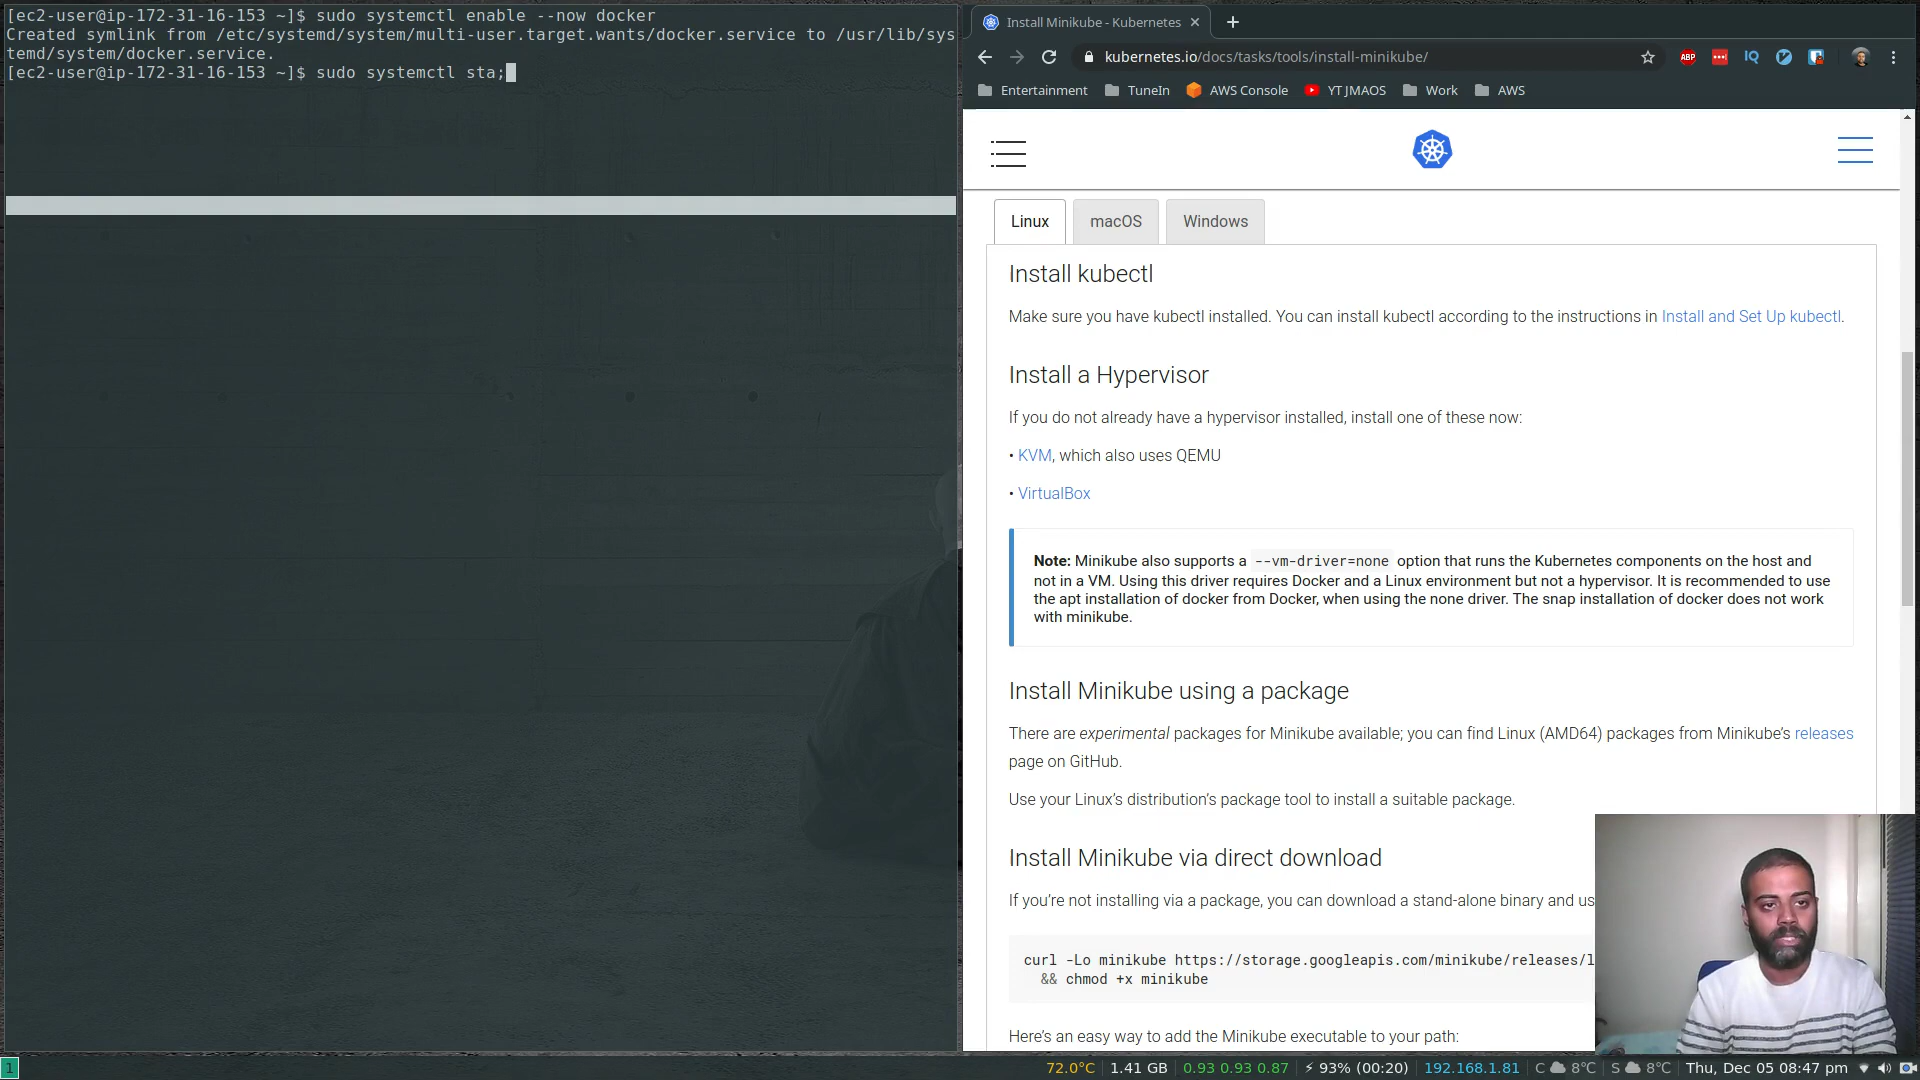 [ec2-user@ip-172-31-16-153 ~]$ sudo systemctl enable --now docker
Created symlink from /etc/systemd/system/multi-user.target.wants/docker.service to /usr/lib/sys
temd/system/docker.service.
[ec2-user@ip-172-31-16-153 ~]$ sudo systemctl sta;
Install Minikube - Kubernetes
kubernetes.io/docs/tasks/tools/install-minikube/
ABP
IQ
Entertainment
TuneIn
AWS Console
YT JMAOS
Work
AWS
Linux
macOS
Windows
Install kubectl
Make sure you have kubectl installed. You can install kubectl according to the instructions in Install and Set Up kubectl.
Install a Hypervisor
If you do not already have a hypervisor installed, install one of these now:
• KVM, which also uses QEMU
• VirtualBox
Note: Minikube also supports a --vm-driver=none option that runs the Kubernetes components on the host and
not in a VM. Using this driver requires Docker and a Linux environment but not a hypervisor. It is recommended to use
the apt installation of docker from Docker, when using the none driver. The snap installation of docker does not work
with minikube.
Install Minikube using a package
There are experimental packages for Minikube available; you can find Linux (AMD64) packages from Minikube's releases
page on GitHub.
Use your Linux's distribution's package tool to install a suitable package.
Install Minikube via direct download
If you're not installing via a package, you can download a stand-alone binary and us
curl -Lo minikube https://storage.googleapis.com/minikube/releases/l
&& chmod +x minikube
Here's an easy way to add the Minikube executable to your path:
1
72.0°C
1.41 GB
0.93 0.93 0.87
⚡ 93% (00:20)
192.168.1.81
C ☁ 8°C
S ☁ 8°C
Thu, Dec 05 08:47 pm